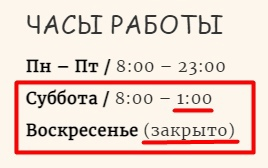 ЧАСЫ РАБОТЫ
Пн – Пт / 8:00 – 23:00
Суббота / 8:00 – 1:00
Воскресенье (закрыто)